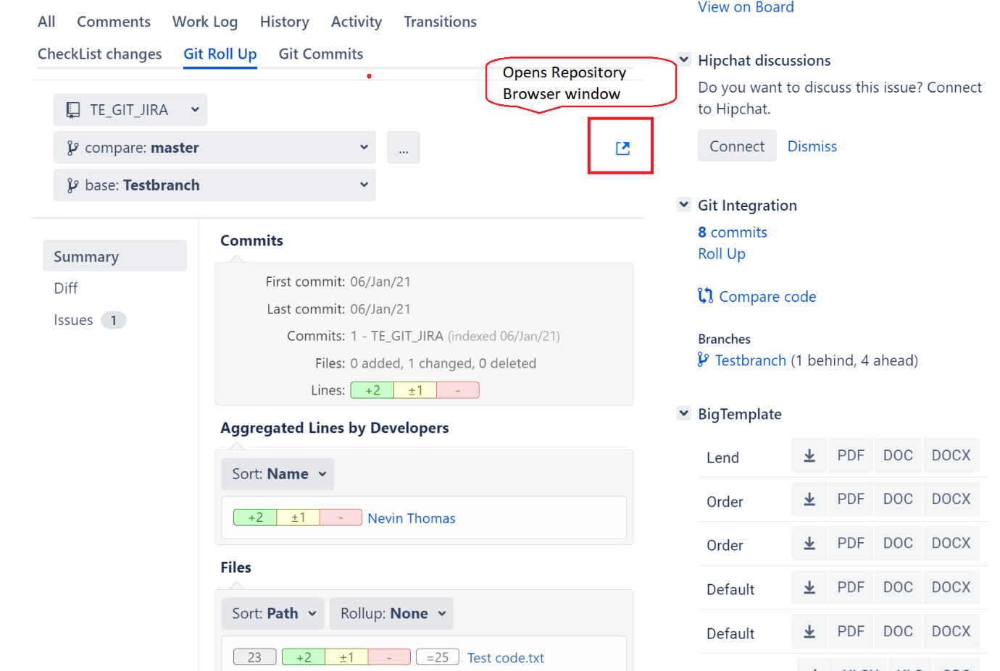 All Comments Work Log History Activity Transitions
CheckList changes Git Roll Up Git Commits
Opens Repository
Browser window
TE_GIT_JIRA
compare: master ...
base: Testbranch
Summary
Diff
Issues 1
Commits
First commit: 06/Jan/21
Last commit: 06/Jan/21
Commits: 1 - TE_GIT_JIRA (indexed 06/Jan/21)
Files: 0 added, 1 changed, 0 deleted
Lines: +2 ±1 -
Aggregated Lines by Developers
Sort: Name
+2 ±1 - Nevin Thomas
Files
Sort: Path Rollup: None
23 +2 ±1 - =25 Test code.txt
View on Board
Hipchat discussions
Do you want to discuss this issue? Connect
to Hipchat.
Connect Dismiss
Git Integration
8 commits
Roll Up
Compare code
Branches
Testbranch (1 behind, 4 ahead)
BigTemplate
Lend PDF DOC DOCX
Order PDF DOC DOCX
Order PDF DOC DOCX
Default PDF DOC DOCX
Default PDF DOC DOCX